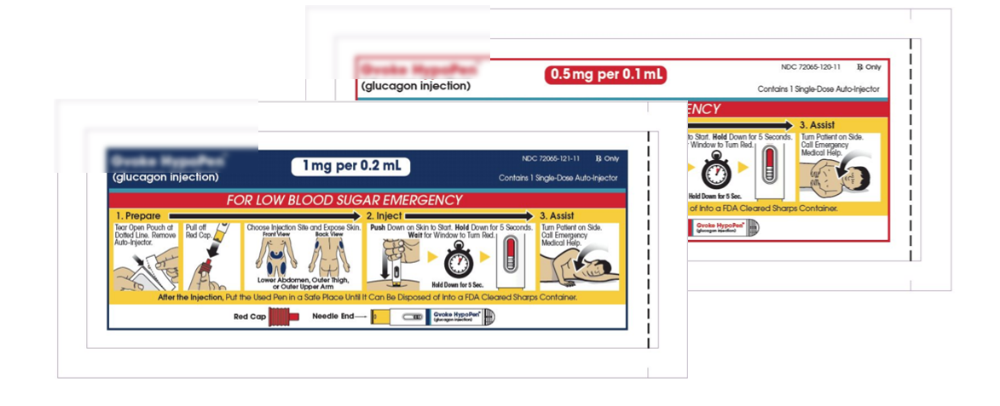 Gvoke HypoPen
(glucagon injection)
0.5 mg per 0.1 mL
NDC 72065-120-11 ℞ Only
Contains 1 Single-Dose Auto-Injector
ENCY
3. Assist
to Start. Hold Down for 5 Seconds.
Window to Turn Red.
Turn Patient on Side.
Call Emergency
Medical Help.
Hold Down for 5 Sec.
of Into a FDA Cleared Sharps Container.
Gvoke HypoPen®
(glucagon injection)
Gvoke HypoPen
(glucagon injection)
1 mg per 0.2 mL
NDC 72065-121-11 ℞ Only
Contains 1 Single-Dose Auto-Injector
FOR LOW BLOOD SUGAR EMERGENCY
1. Prepare
2. Inject
3. Assist
Tear Open Pouch at
Dotted Line. Remove
Auto-Injector.
Pull off
Red Cap.
Choose Injection Site and Expose Skin.
Front View Back View
Lower Abdomen, Outer Thigh,
or Outer Upper Arm
Push Down on Skin to Start. Hold Down for 5 Seconds.
Wait for Window to Turn Red.
Hold Down for 5 Sec.
Turn Patient on Side.
Call Emergency
Medical Help.
After the Injection, Put the Used Pen in a Safe Place Until It Can Be Disposed of Into a FDA Cleared Sharps Container.
Red Cap
Needle End
Gvoke HypoPen®
(glucagon injection)